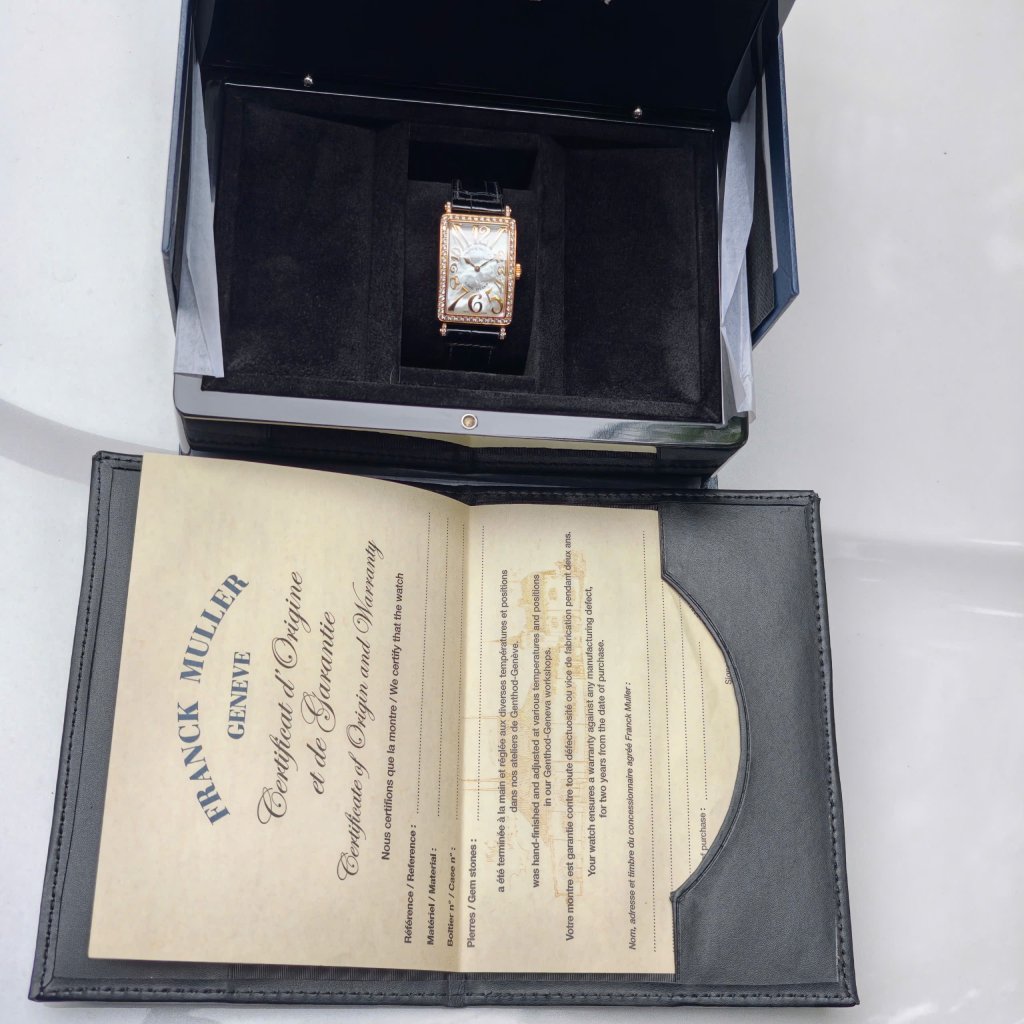 FRANCK MULLER
GENEVE
Certificat d'Origine
et de Garantie
Certificate of Origin and Warranty
Nous certifions que la montre / We certify that the watch
Référence / Reference :
Matériel / Material :
Boîtier n° / Case n° :
Pierres / Gem stones :
a été terminée à la main et réglée aux diverses températures et positions
dans nos ateliers de Genthod-Genève.
was hand-finished and adjusted at various temperatures and positions
in our Genthod-Geneva workshops.
Votre montre est garantie contre toute défectuosité ou vice de fabrication pendant deux ans.
Your watch ensures a warranty against any manufacturing defect,
for two years from the date of purchase.
Nom, adresse et timbre du concessionnaire agréé Franck Muller :
purchase :
12
6
5